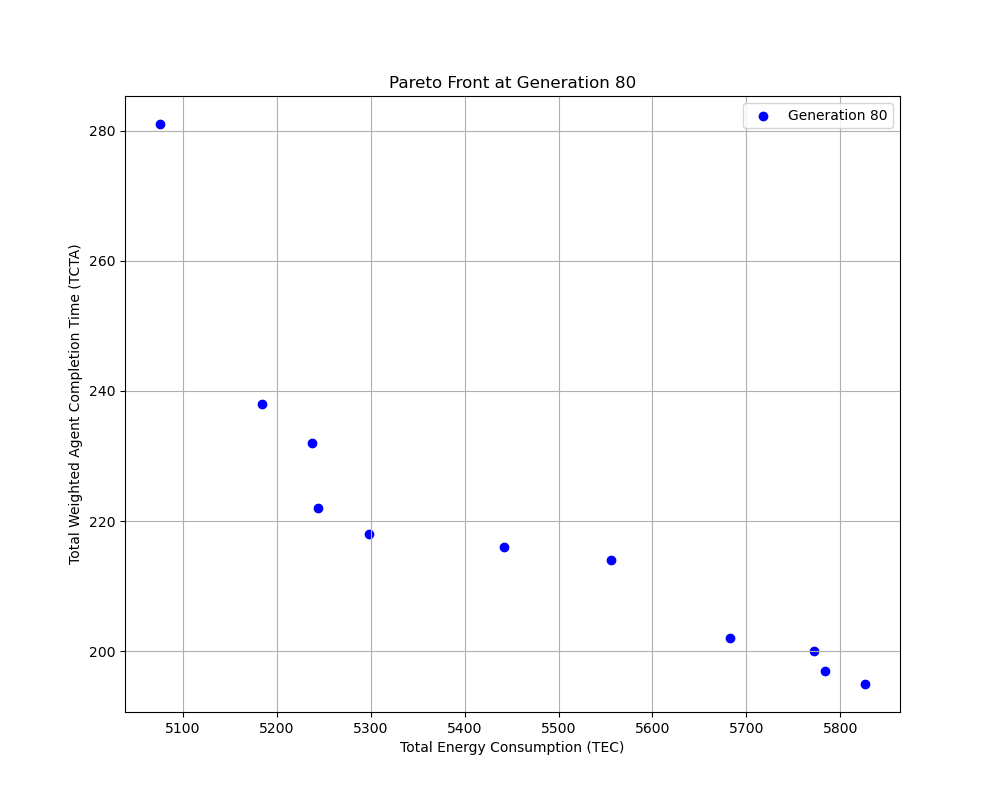 Pareto Front at Generation 80
Generation 80
280
260
240
220
200
Total Weighted Agent Completion Time (TCTA)
5100 5200 5300 5400 5500 5600 5700 5800
Total Energy Consumption (TEC)